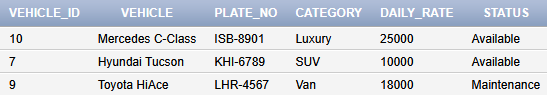 VEHICLE_ID VEHICLE PLATE_NO CATEGORY DAILY_RATE STATUS
10 Mercedes C-Class ISB-8901 Luxury 25000 Available
7 Hyundai Tucson KHI-6789 SUV 10000 Available
9 Toyota HiAce LHR-4567 Van 18000 Maintenance